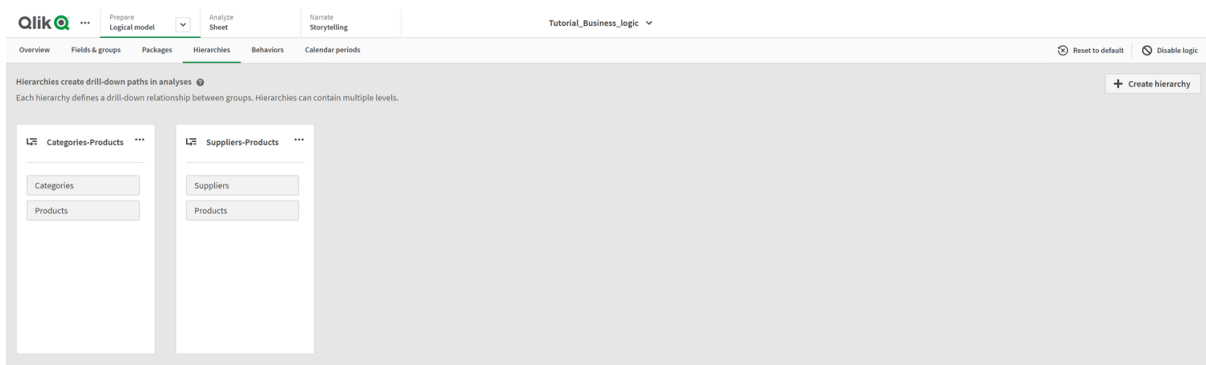 Qlik
Prepare
Logical model
Analyze
Sheet
Narrate
Storytelling
Tutorial_Business_logic
Overview Fields & groups Packages Hierarchies Behaviors Calendar periods Reset to default Disable logic
Hierarchies create drill-down paths in analyses ?
Each hierarchy defines a drill-down relationship between groups. Hierarchies can contain multiple levels.
+ Create hierarchy
Categories-Products
Categories
Products
Suppliers-Products
Suppliers
Products